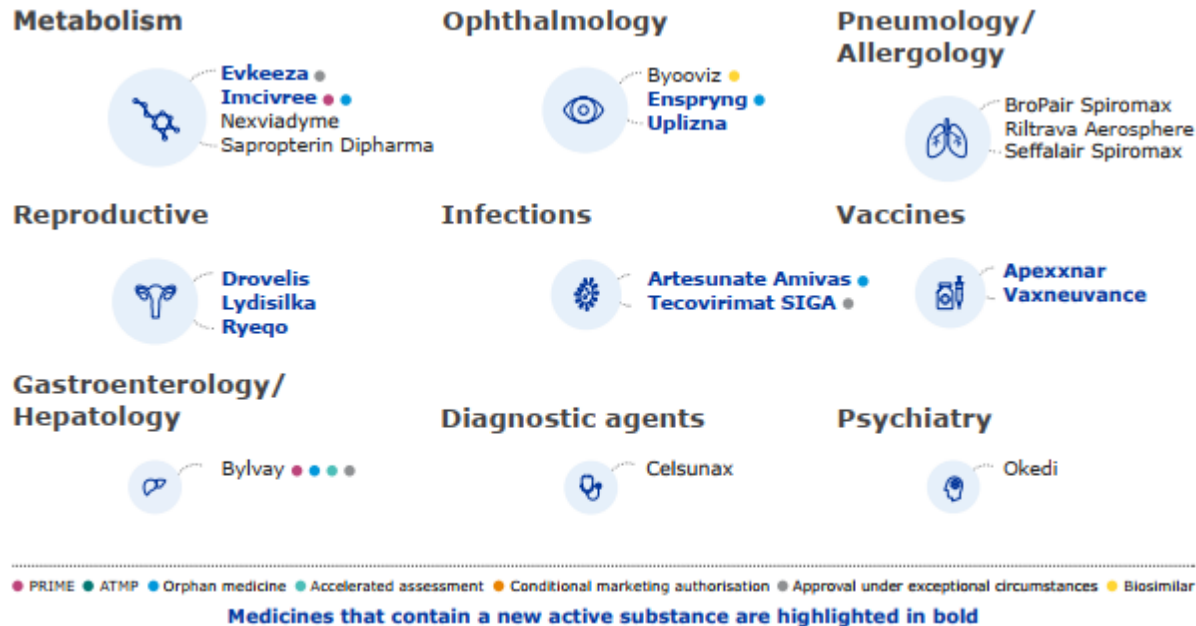 Metabolism
Evkeeza
Imcivree
Nexviadyme
Sapropterin Dipharma
Ophthalmology
Byooviz
Enspryng
Uplizna
Pneumology/
Allergology
BroPair Spiromax
Riltrava Aerosphere
Seffalair Spiromax
Reproductive
Drovelis
Lydisilka
Ryeqo
Infections
Artesunate Amivas
Tecovirimat SIGA
Vaccines
Apexxnar
Vaxneuvance
Gastroenterology/
Hepatology
Bylvay
Diagnostic agents
Celsunax
Psychiatry
Okedi
PRIME ATMP Orphan medicine Accelerated assessment Conditional marketing authorisation Approval under exceptional circumstances Biosimilar
Medicines that contain a new active substance are highlighted in bold